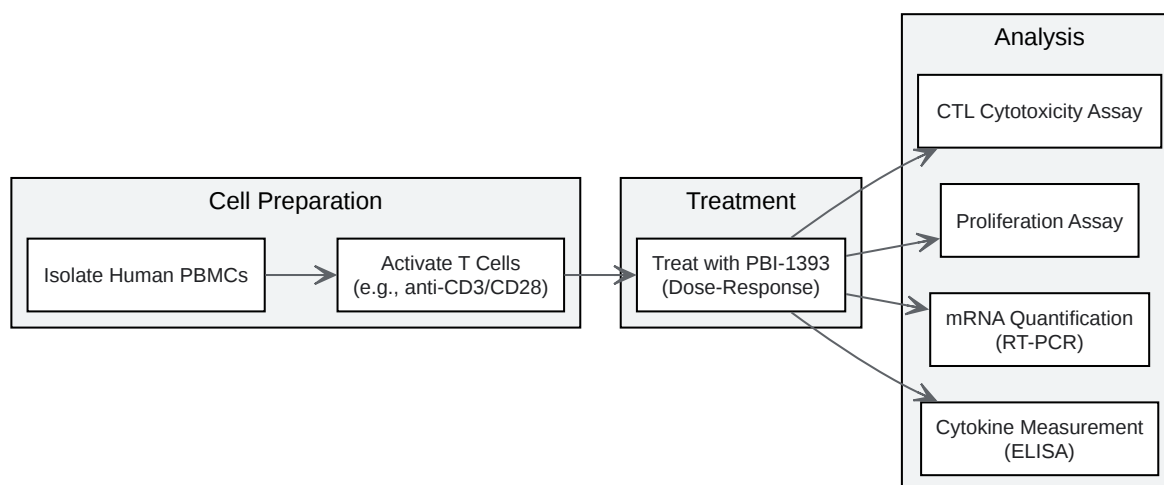 Cell Preparation
Isolate Human PBMCs
Activate T Cells
(e.g., anti-CD3/CD28)
Treatment
Treat with PBI-1393
(Dose-Response)
Analysis
CTL Cytotoxicity Assay
Proliferation Assay
mRNA Quantification
(RT-PCR)
Cytokine Measurement
(ELISA)